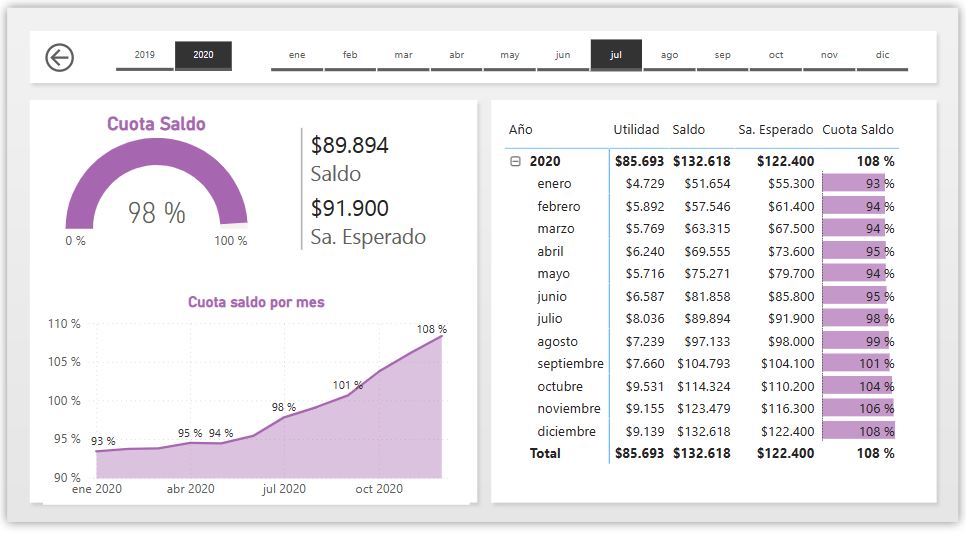 2019 2020 ene feb mar abr may jun jul ago sep oct nov dic
Cuota Saldo
98 %
0 % 100 %
$89.894
Saldo
$91.900
Sa. Esperado
Cuota saldo por mes
110 %
105 %
100 %
95 %
90 %
93 % 95 % 94 % 98 % 101 % 108 %
ene 2020 abr 2020 jul 2020 oct 2020
Año Utilidad Saldo Sa. Esperado Cuota Saldo
2020 $85.693 $132.618 $122.400 108 %
enero $4.729 $51.654 $55.300 93 %
febrero $5.892 $57.546 $61.400 94 %
marzo $5.769 $63.315 $67.500 94 %
abril $6.240 $69.555 $73.600 95 %
mayo $5.716 $75.271 $79.700 94 %
junio $6.587 $81.858 $85.800 95 %
julio $8.036 $89.894 $91.900 98 %
agosto $7.239 $97.133 $98.000 99 %
septiembre $7.660 $104.793 $104.100 101 %
octubre $9.531 $114.324 $110.200 104 %
noviembre $9.155 $123.479 $116.300 106 %
diciembre $9.139 $132.618 $122.400 108 %
Total $85.693 $132.618 $122.400 108 %